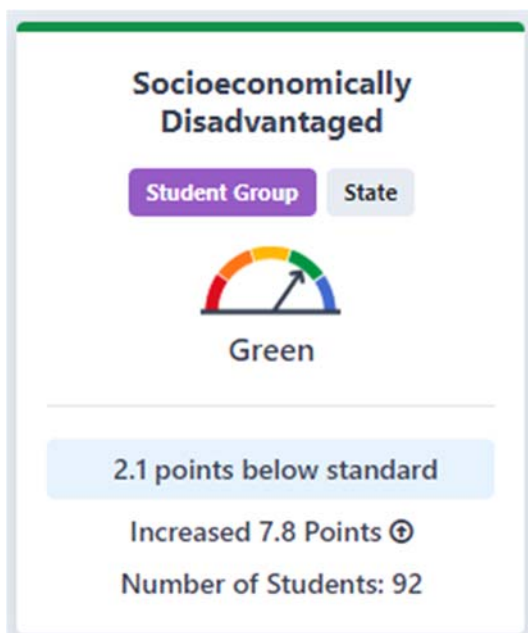 Socioeconomically
Disadvantaged
Student Group State
Green
2.1 points below standard
Increased 7.8 Points
Number of Students: 92